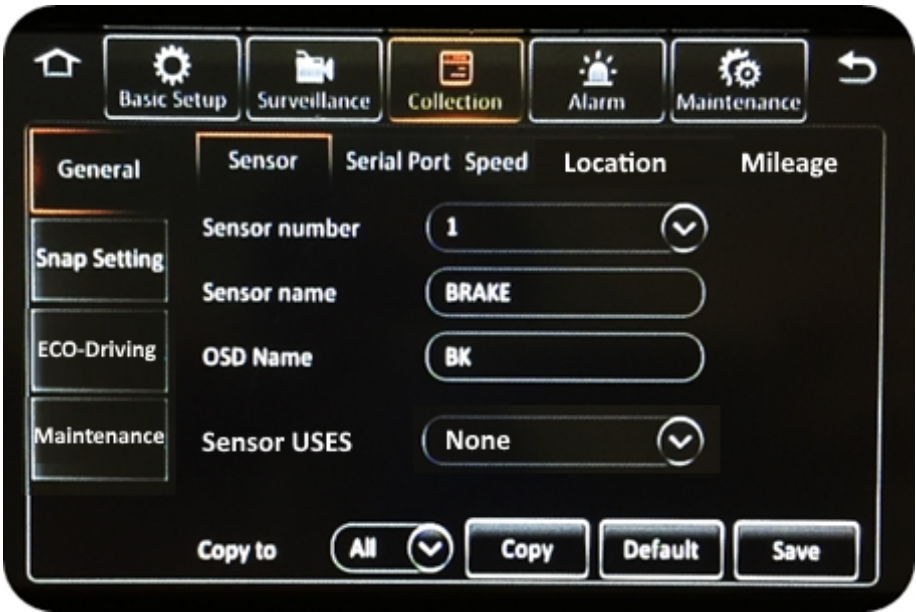 Basic Setup Surveillance Collection Alarm Maintenance
General Sensor Serial Port Speed Location Mileage
Sensor number 1
Snap Setting
Sensor name BRAKE
ECO-Driving OSD Name BK
Maintenance Sensor USES None
Copy to All Copy Default Save